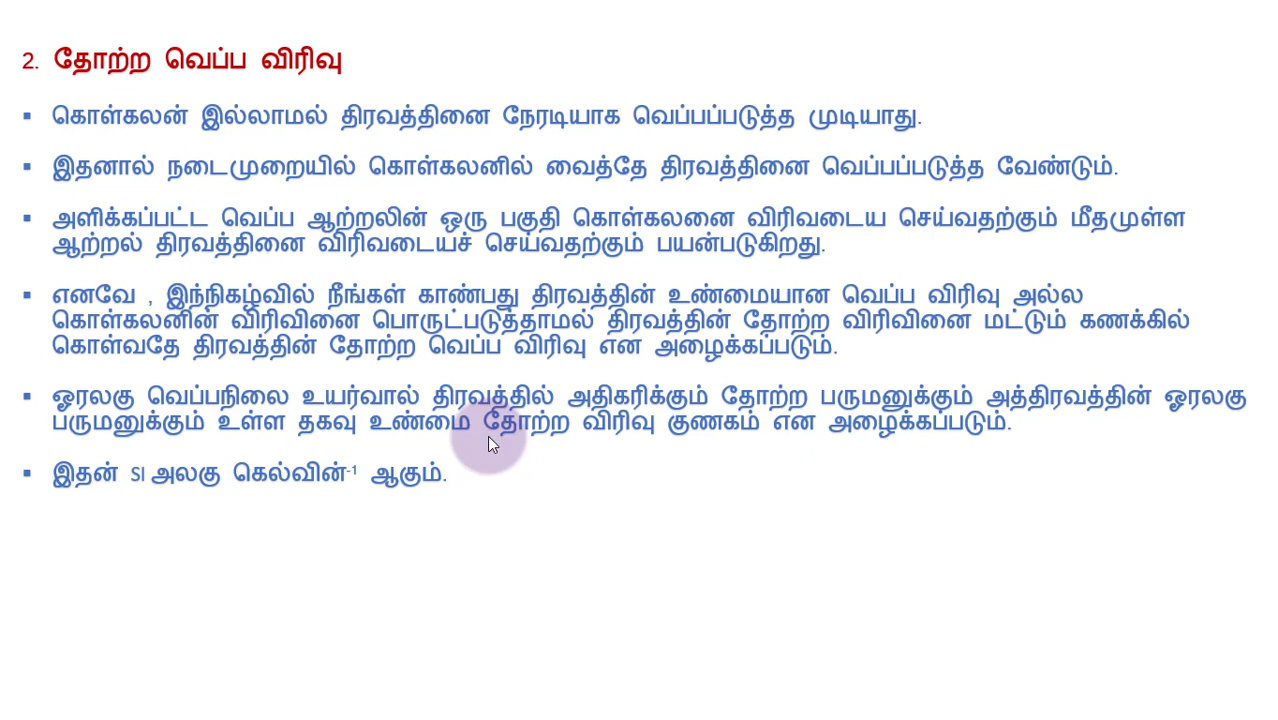 2. தோற்ற வெப்ப விரிவு
▪ கொள்கலன் இல்லாமல் திரவத்தினை நேரடியாக வெப்பப்படுத்த முடியாது.
▪ இதனால் நடைமுறையில் கொள்கலனில் வைத்தே திரவத்தினை வெப்பப்படுத்த வேண்டும்.
▪ அளிக்கப்பட்ட வெப்ப ஆற்றலின் ஒரு பகுதி கொள்கலனை விரிவடைய செய்வதற்கும் மீதமுள்ள
ஆற்றல் திரவத்தினை விரிவடையச் செய்வதற்கும் பயன்படுகிறது.
▪ எனவே , இந்நிகழ்வில் நீங்கள் காண்பது திரவத்தின் உண்மையான வெப்ப விரிவு அல்ல
கொள்கலனின் விரிவினை பொருட்படுத்தாமல் திரவத்தின் தோற்ற விரிவினை மட்டும் கணக்கில்
கொள்வதே திரவத்தின் தோற்ற வெப்ப விரிவு என அழைக்கப்படும்.
▪ ஓரலகு வெப்பநிலை உயர்வால் திரவத்தில் அதிகரிக்கும் தோற்ற பருமனுக்கும் அத்திரவத்தின் ஓரலகு
பருமனுக்கும் உள்ள தகவு உண்மை தோற்ற விரிவு குணகம் என அழைக்கப்படும்.
▪ இதன் SI அலகு கெல்வின்⁻¹ ஆகும்.